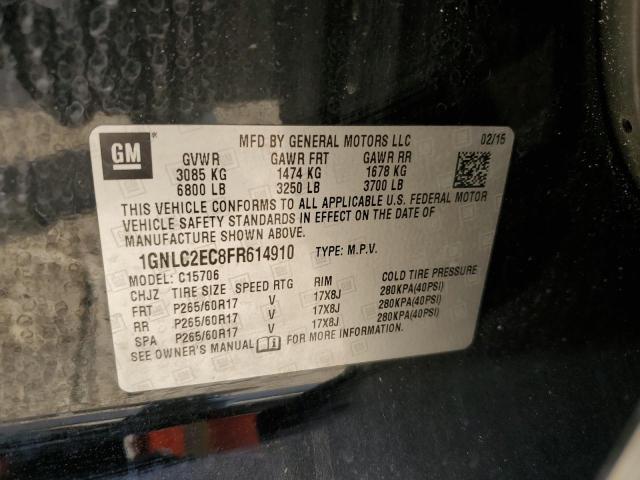 GM MFD BY GENERAL MOTORS LLC 02/15
GVWR GAWR FRT GAWR RR
3085 KG 1474 KG 1678 KG
6800 LB 3250 LB 3700 LB
THIS VEHICLE CONFORMS TO ALL APPLICABLE U.S. FEDERAL MOTOR
VEHICLE SAFETY STANDARDS IN EFFECT ON THE DATE OF
MANUFACTURE SHOWN ABOVE.
1GNLC2EC8FR614910 TYPE: M.P.V.
MODEL: C15706
CHJZ TIRE SIZE SPEED RTG RIM COLD TIRE PRESSURE
FRT P265/60R17 V 17X8J 280KPA(40PSI)
RR P265/60R17 V 17X8J 280KPA(40PSI)
SPA P265/60R17 V 17X8J 280KPA(40PSI)
SEE OWNER'S MANUAL FOR MORE INFORMATION.